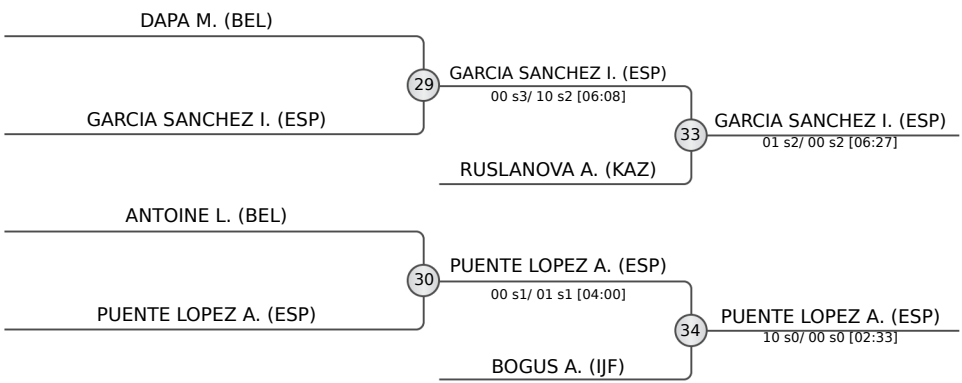 DAPA M. (BEL)
29
GARCIA SANCHEZ I. (ESP)
00 s3/ 10 s2 [06:08]
GARCIA SANCHEZ I. (ESP)
33
GARCIA SANCHEZ I. (ESP)
01 s2/ 00 s2 [06:27]
RUSLANOVA A. (KAZ)
ANTOINE L. (BEL)
30
PUENTE LOPEZ A. (ESP)
00 s1/ 01 s1 [04:00]
PUENTE LOPEZ A. (ESP)
34
PUENTE LOPEZ A. (ESP)
10 s0/ 00 s0 [02:33]
BOGUS A. (IJF)